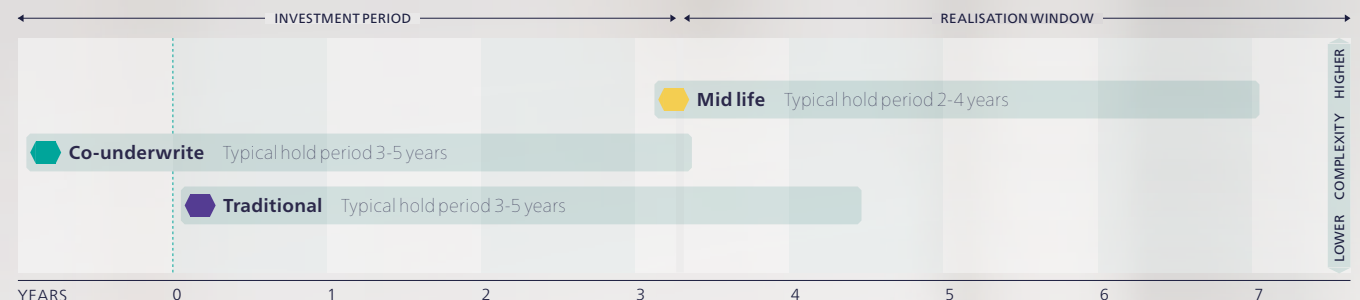 INVESTMENT PERIOD
REALISATION WINDOW
Mid life Typical hold period 2-4 years
Co-underwrite Typical hold period 3-5 years
Traditional Typical hold period 3-5 years
LOWER COMPLEXITY HIGHER
YEARS 0 1 2 3 4 5 6 7